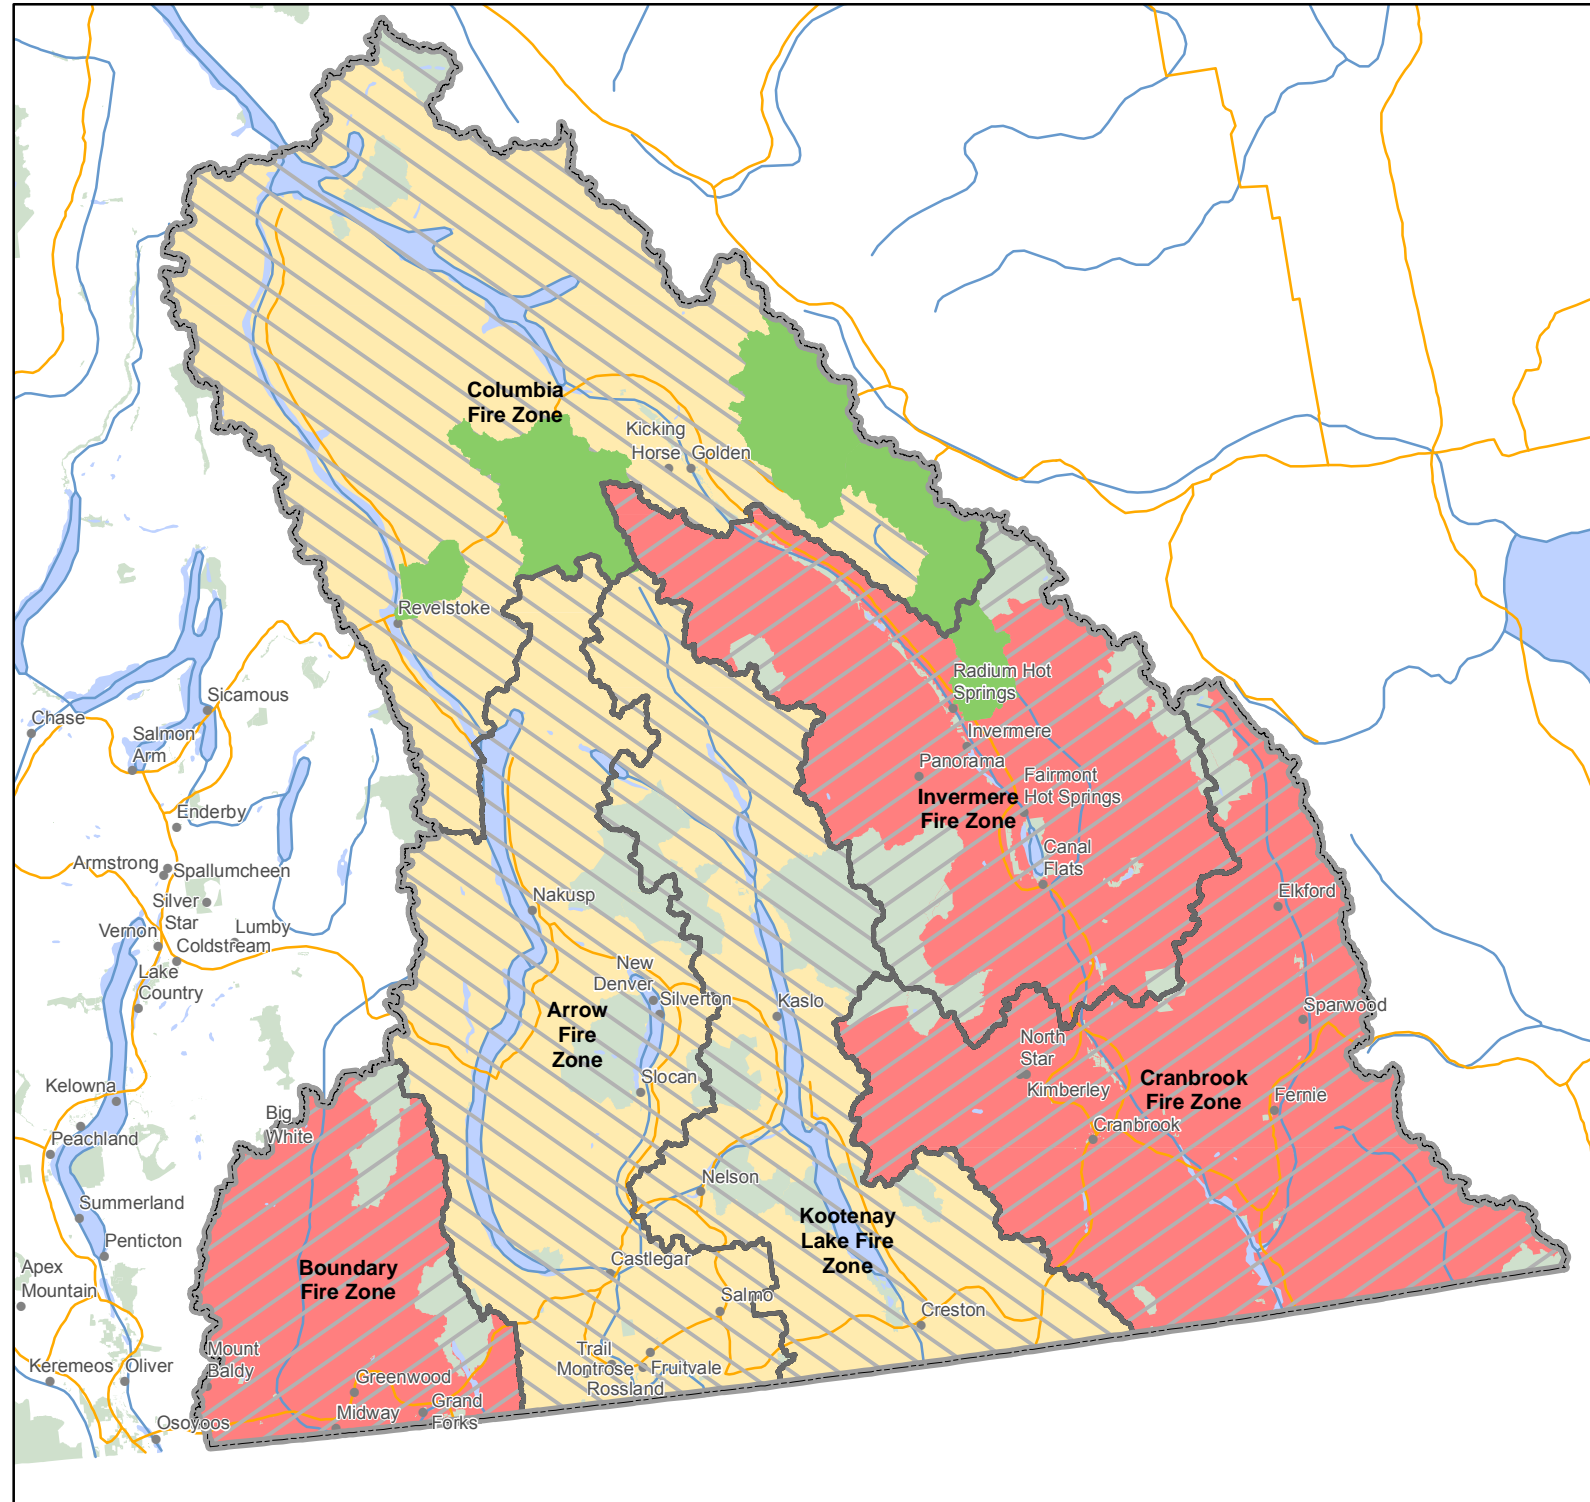 Columbia
Fire Zone
Kicking
Horse
Golden
Revelstoke
Radium Hot
Springs
Invermere
Panorama
Fairmont
Hot Springs
Invermere
Fire Zone
Canal
Flats
Sicamous
Chase
Salmon
Arm
Enderby
Armstrong
Spallumcheen
Silver
Star
Vernon
Lumby
Coldstream
Lake
Country
Nakusp
New
Denver
Silverton
Arrow
Fire
Zone
Kaslo
Slocan
Elkford
Sparwood
North
Star
Kimberley
Cranbrook
Fire Zone
Fernie
Cranbrook
Kelowna
Peachland
Big
White
Summerland
Penticton
Apex
Mountain
Nelson
Kootenay
Lake Fire
Zone
Boundary
Fire Zone
Castlegar
Salmo
Creston
Trail
Montrose
Fruitvale
Rossland
Mount
Baldy
Keremeos
Oliver
Greenwood
Grand
Forks
Midway
Osoyoos